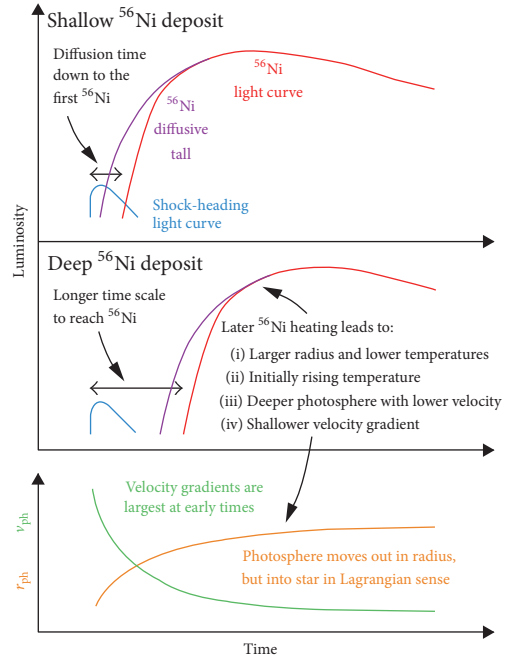 Shallow ⁵⁶Ni deposit
Diffusion time
down to the
first ⁵⁶Ni
⁵⁶Ni
light curve
⁵⁶Ni
diffusive
tall
Shock-heading
light curve
Luminosity
Deep ⁵⁶Ni deposit
Longer time scale
to reach ⁵⁶Ni
Later ⁵⁶Ni heating leads to:
(i) Larger radius and lower temperatures
(ii) Initially rising temperature
(iii) Deeper photosphere with lower velocity
(iv) Shallower velocity gradient
Velocity gradients are
largest at early times
Photosphere moves out in radius,
but into star in Lagrangian sense
νph
rph
Time